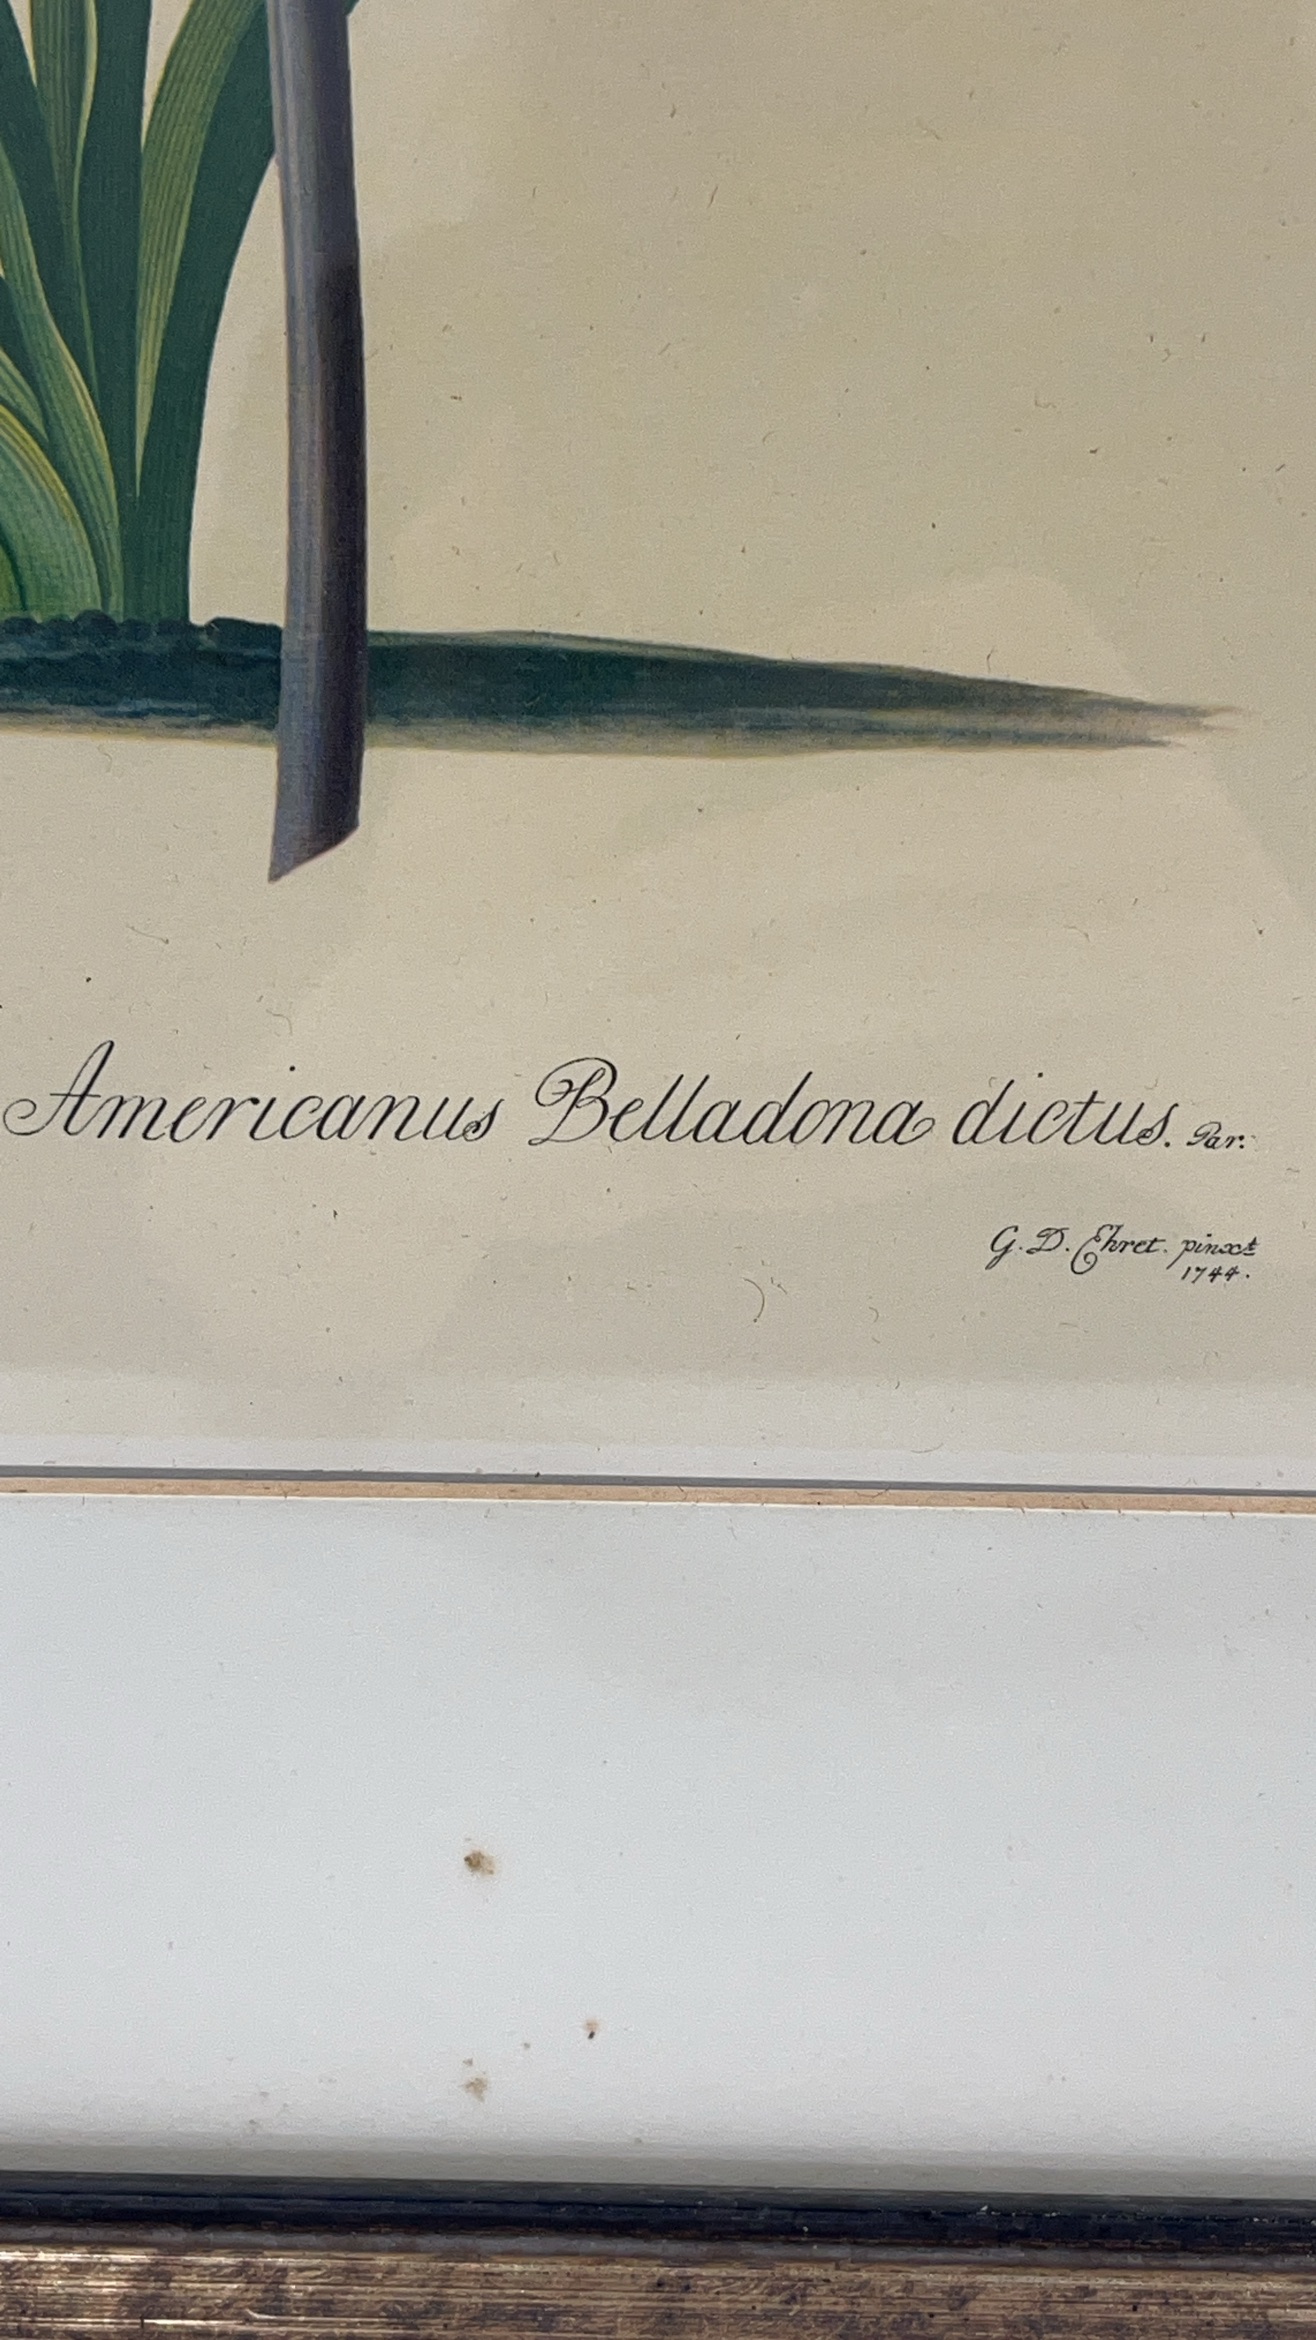 Americanus Belladona dictus. Par.
G. D. Ehret. pinxt
1744.